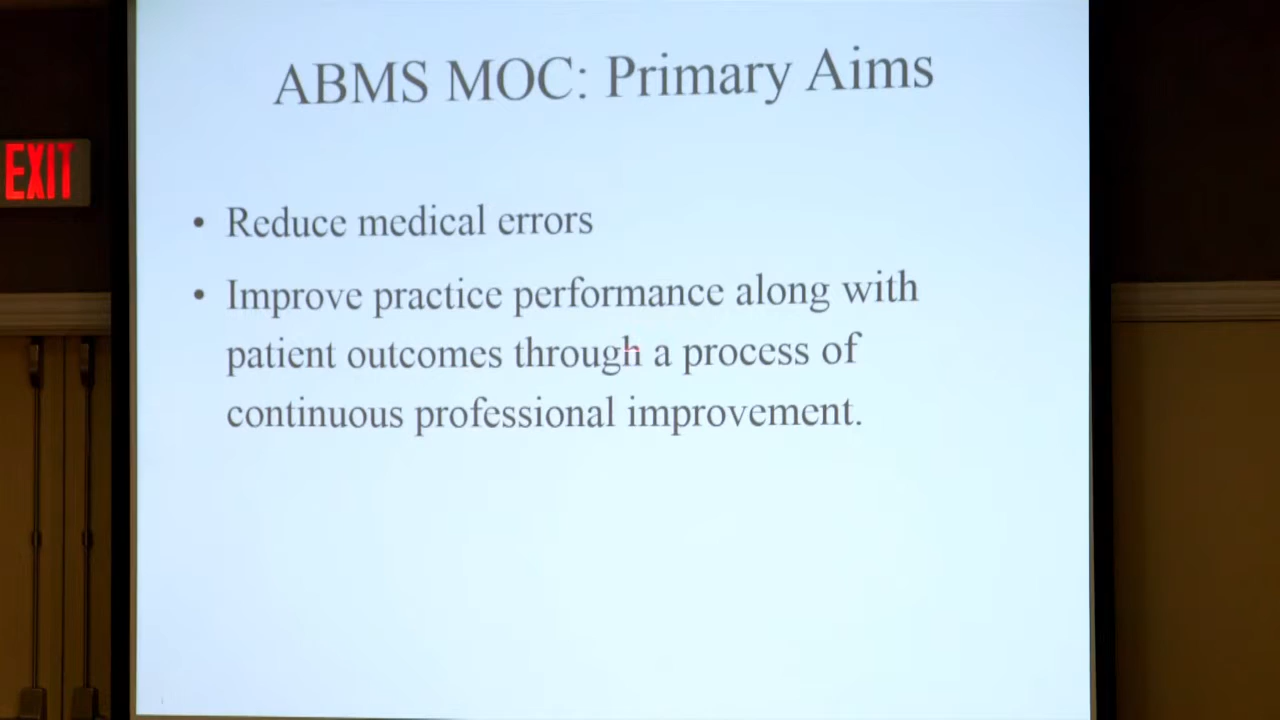 ABMS MOC: Primary Aims
EXIT
• Reduce medical errors
• Improve practice performance along with
patient outcomes through a process of
continuous professional improvement.